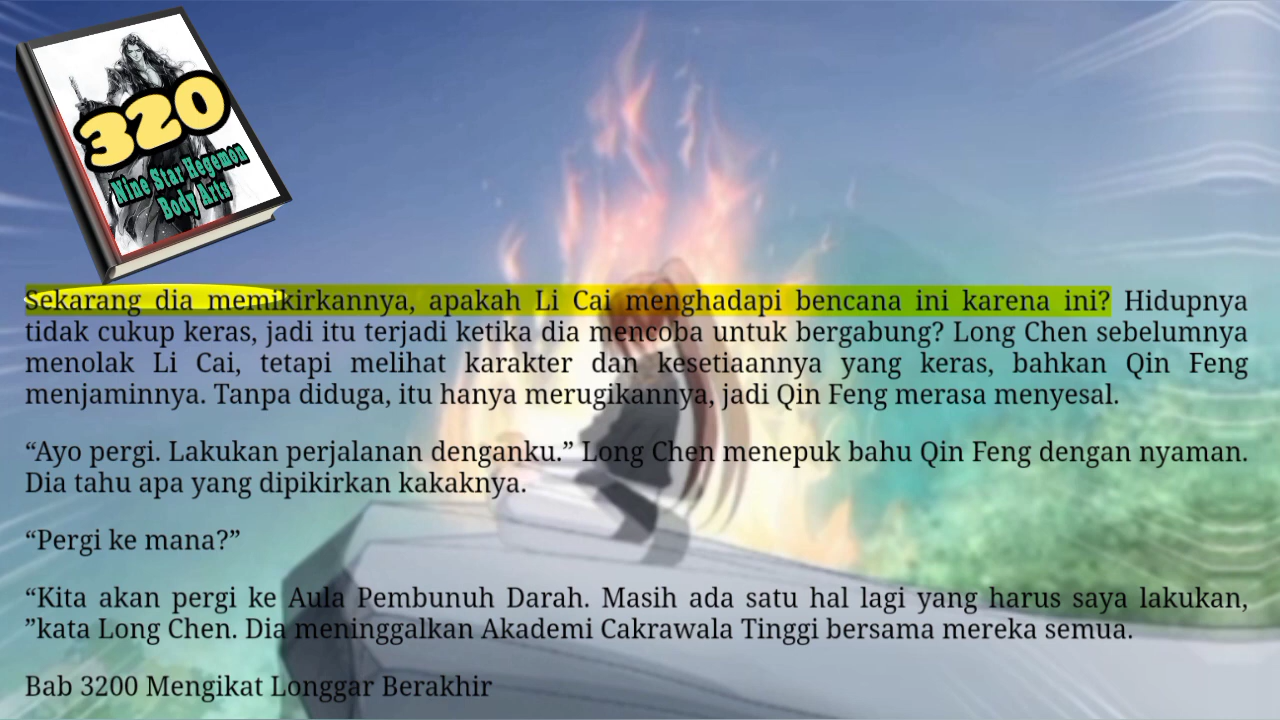 320
Nine Star Hegemon
Body Arts
Sekarang dia memikirkannya, apakah Li Cai menghadapi bencana ini karena ini? Hidupnya
tidak cukup keras, jadi itu terjadi ketika dia mencoba untuk bergabung? Long Chen sebelumnya
menolak Li Cai, tetapi melihat karakter dan kesetiaannya yang keras, bahkan Qin Feng
menjaminnya. Tanpa diduga, itu hanya merugikannya, jadi Qin Feng merasa menyesal.
“Ayo pergi. Lakukan perjalanan denganku.” Long Chen menepuk bahu Qin Feng dengan nyaman.
Dia tahu apa yang dipikirkan kakaknya.
“Pergi ke mana?”
“Kita akan pergi ke Aula Pembunuh Darah. Masih ada satu hal lagi yang harus saya lakukan,
”kata Long Chen. Dia meninggalkan Akademi Cakrawala Tinggi bersama mereka semua.
Bab 3200 Mengikat Longgar Berakhir